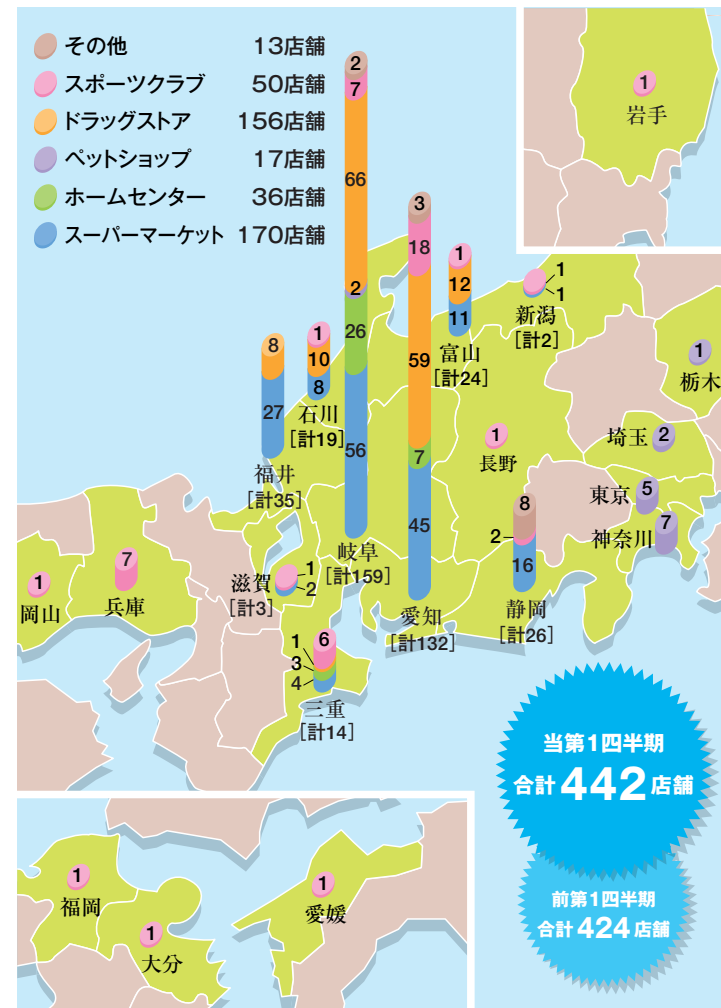 その他 13店舗
スポーツクラブ 50店舗
ドラッグストア 156店舗
ペットショップ 17店舗
ホームセンター 36店舗
スーパーマーケット 170店舗
1
岩手
2
7
66
2
26
56
岐阜
[計159]
3
18
59
7
45
愛知
[計132]
1
12
11
富山
[計24]
1
1
新潟
[計2]
1
栃木
8
27
福井
[計35]
1
10
8
石川
[計19]
1
長野
2
埼玉
5
東京
7
神奈川
8
2
16
静岡
[計26]
1
2
滋賀
[計3]
7
兵庫
1
岡山
6
1
3
4
三重
[計14]
当第1四半期
合計442店舗
前第1四半期
合計424店舗
1
福岡
1
大分
1
愛媛